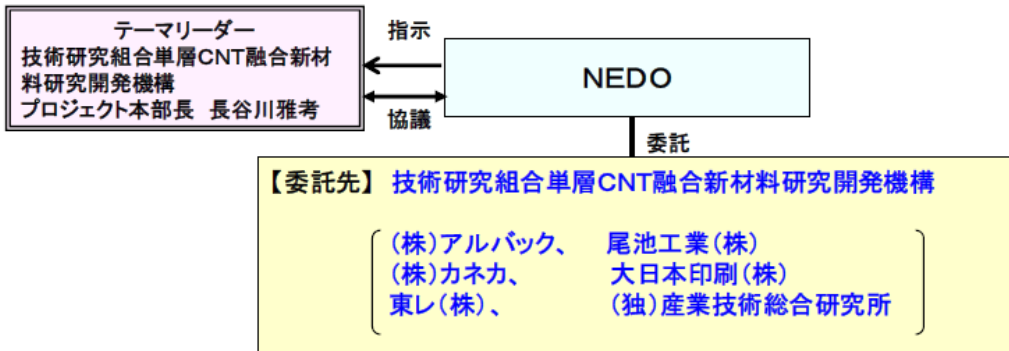 テーマリーダー
技術研究組合単層CNT融合新材
料研究開発機構
プロジェクト本部長 長谷川雅考
指示
協議
NEDO
委託
【委託先】 技術研究組合単層CNT融合新材料研究開発機構
(株)アルバック、 尾池工業(株)
(株)カネカ、 大日本印刷(株)
東レ(株)、 (独)産業技術総合研究所